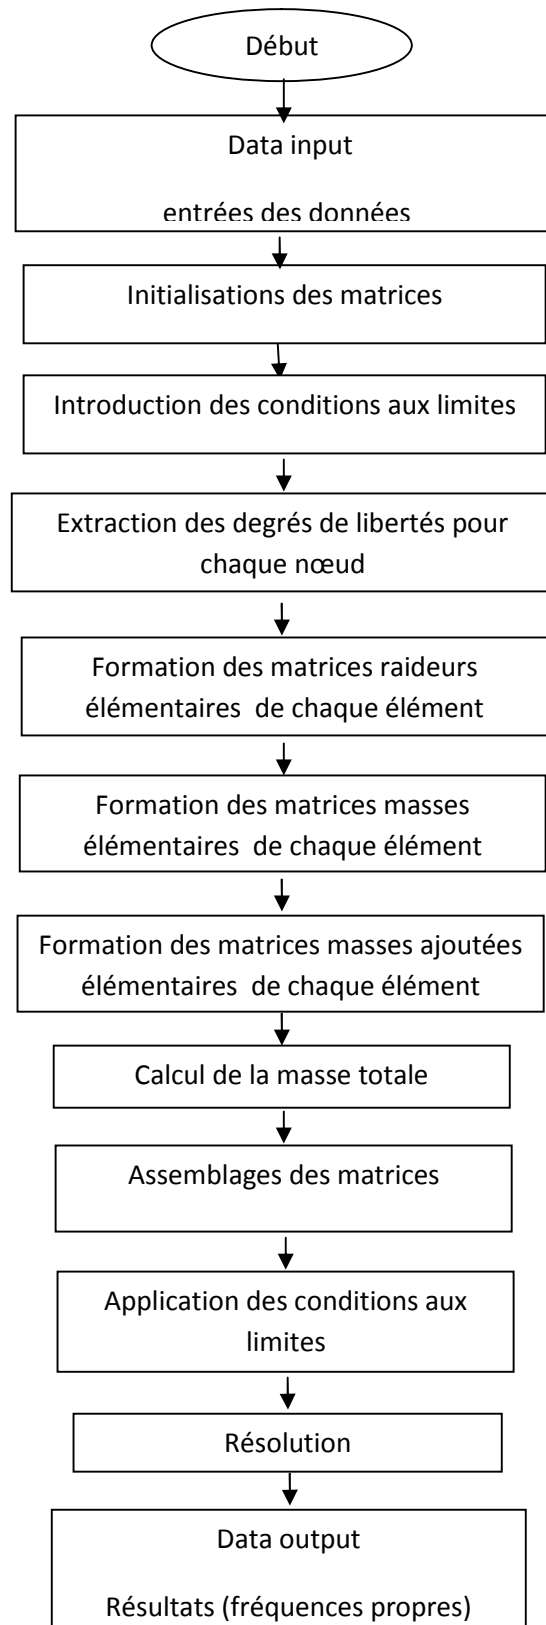 Début
Data input
entrées des données
Initialisations des matrices
Introduction des conditions aux limites
Extraction des degrés de libertés pour
chaque nœud
Formation des matrices raideurs
élémentaires de chaque élément
Formation des matrices masses
élémentaires de chaque élément
Formation des matrices masses ajoutées
élémentaires de chaque élément
Calcul de la masse totale
Assemblages des matrices
Application des conditions aux
limites
Résolution
Data output
Résultats (fréquences propres)